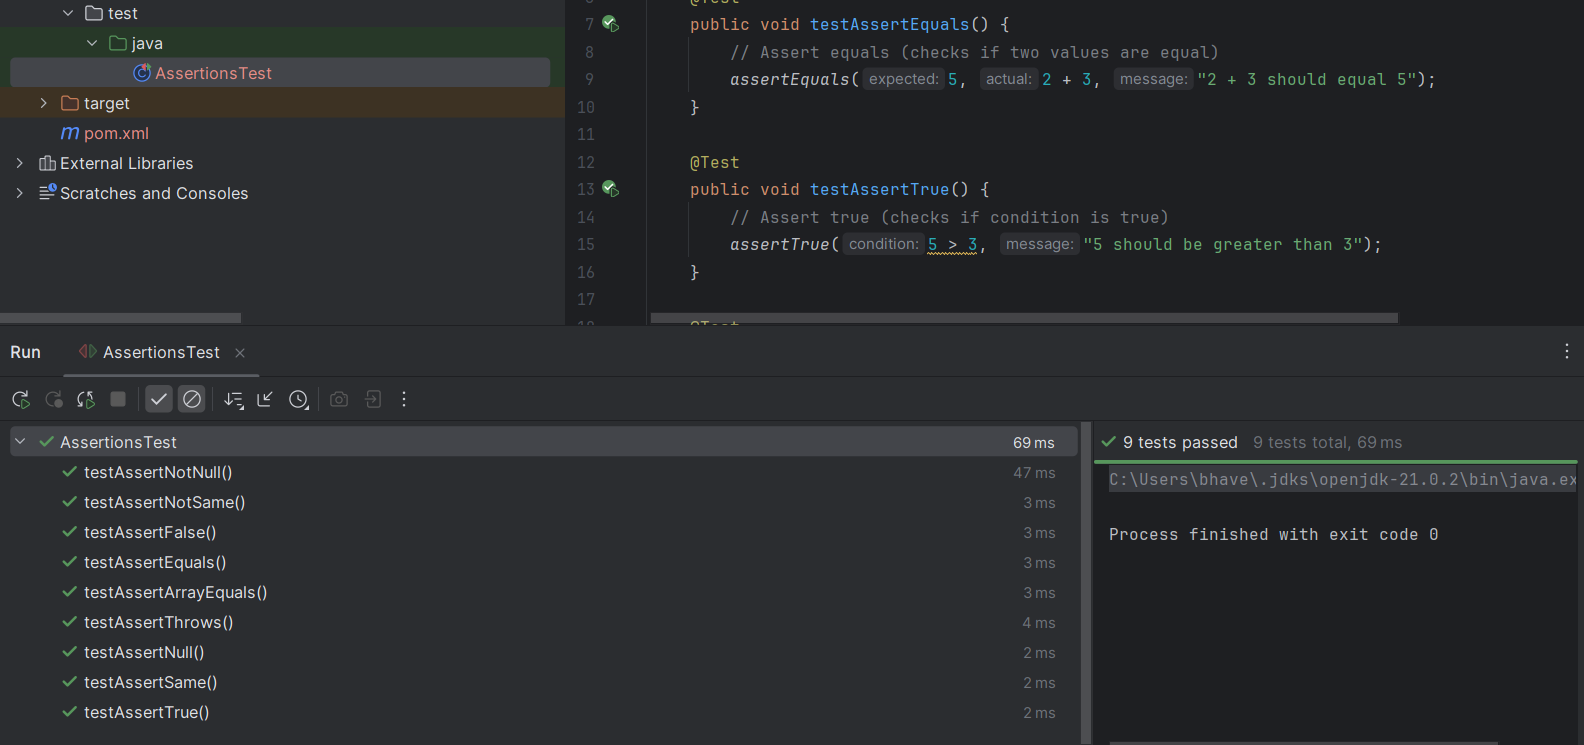 test
java
AssertionsTest
target
pom.xml
External Libraries
Scratches and Consoles
@Test
7 public void testAssertEquals() {
8 // Assert equals (checks if two values are equal)
9 assertEquals( expected: 5, actual: 2 + 3, message: "2 + 3 should equal 5");
10 }
11
12 @Test
13 public void testAssertTrue() {
14 // Assert true (checks if condition is true)
15 assertTrue( condition: 5 > 3, message: "5 should be greater than 3");
16 }
17
18 @Test
Run AssertionsTest
AssertionsTest 69 ms
testAssertNotNull() 47 ms
testAssertNotSame() 3 ms
testAssertFalse() 3 ms
testAssertEquals() 3 ms
testAssertArrayEquals() 3 ms
testAssertThrows() 4 ms
testAssertNull() 2 ms
testAssertSame() 2 ms
testAssertTrue() 2 ms
9 tests passed 9 tests total, 69 ms
C:\Users\bhave\.jdks\openjdk-21.0.2\bin\java.ex
Process finished with exit code 0